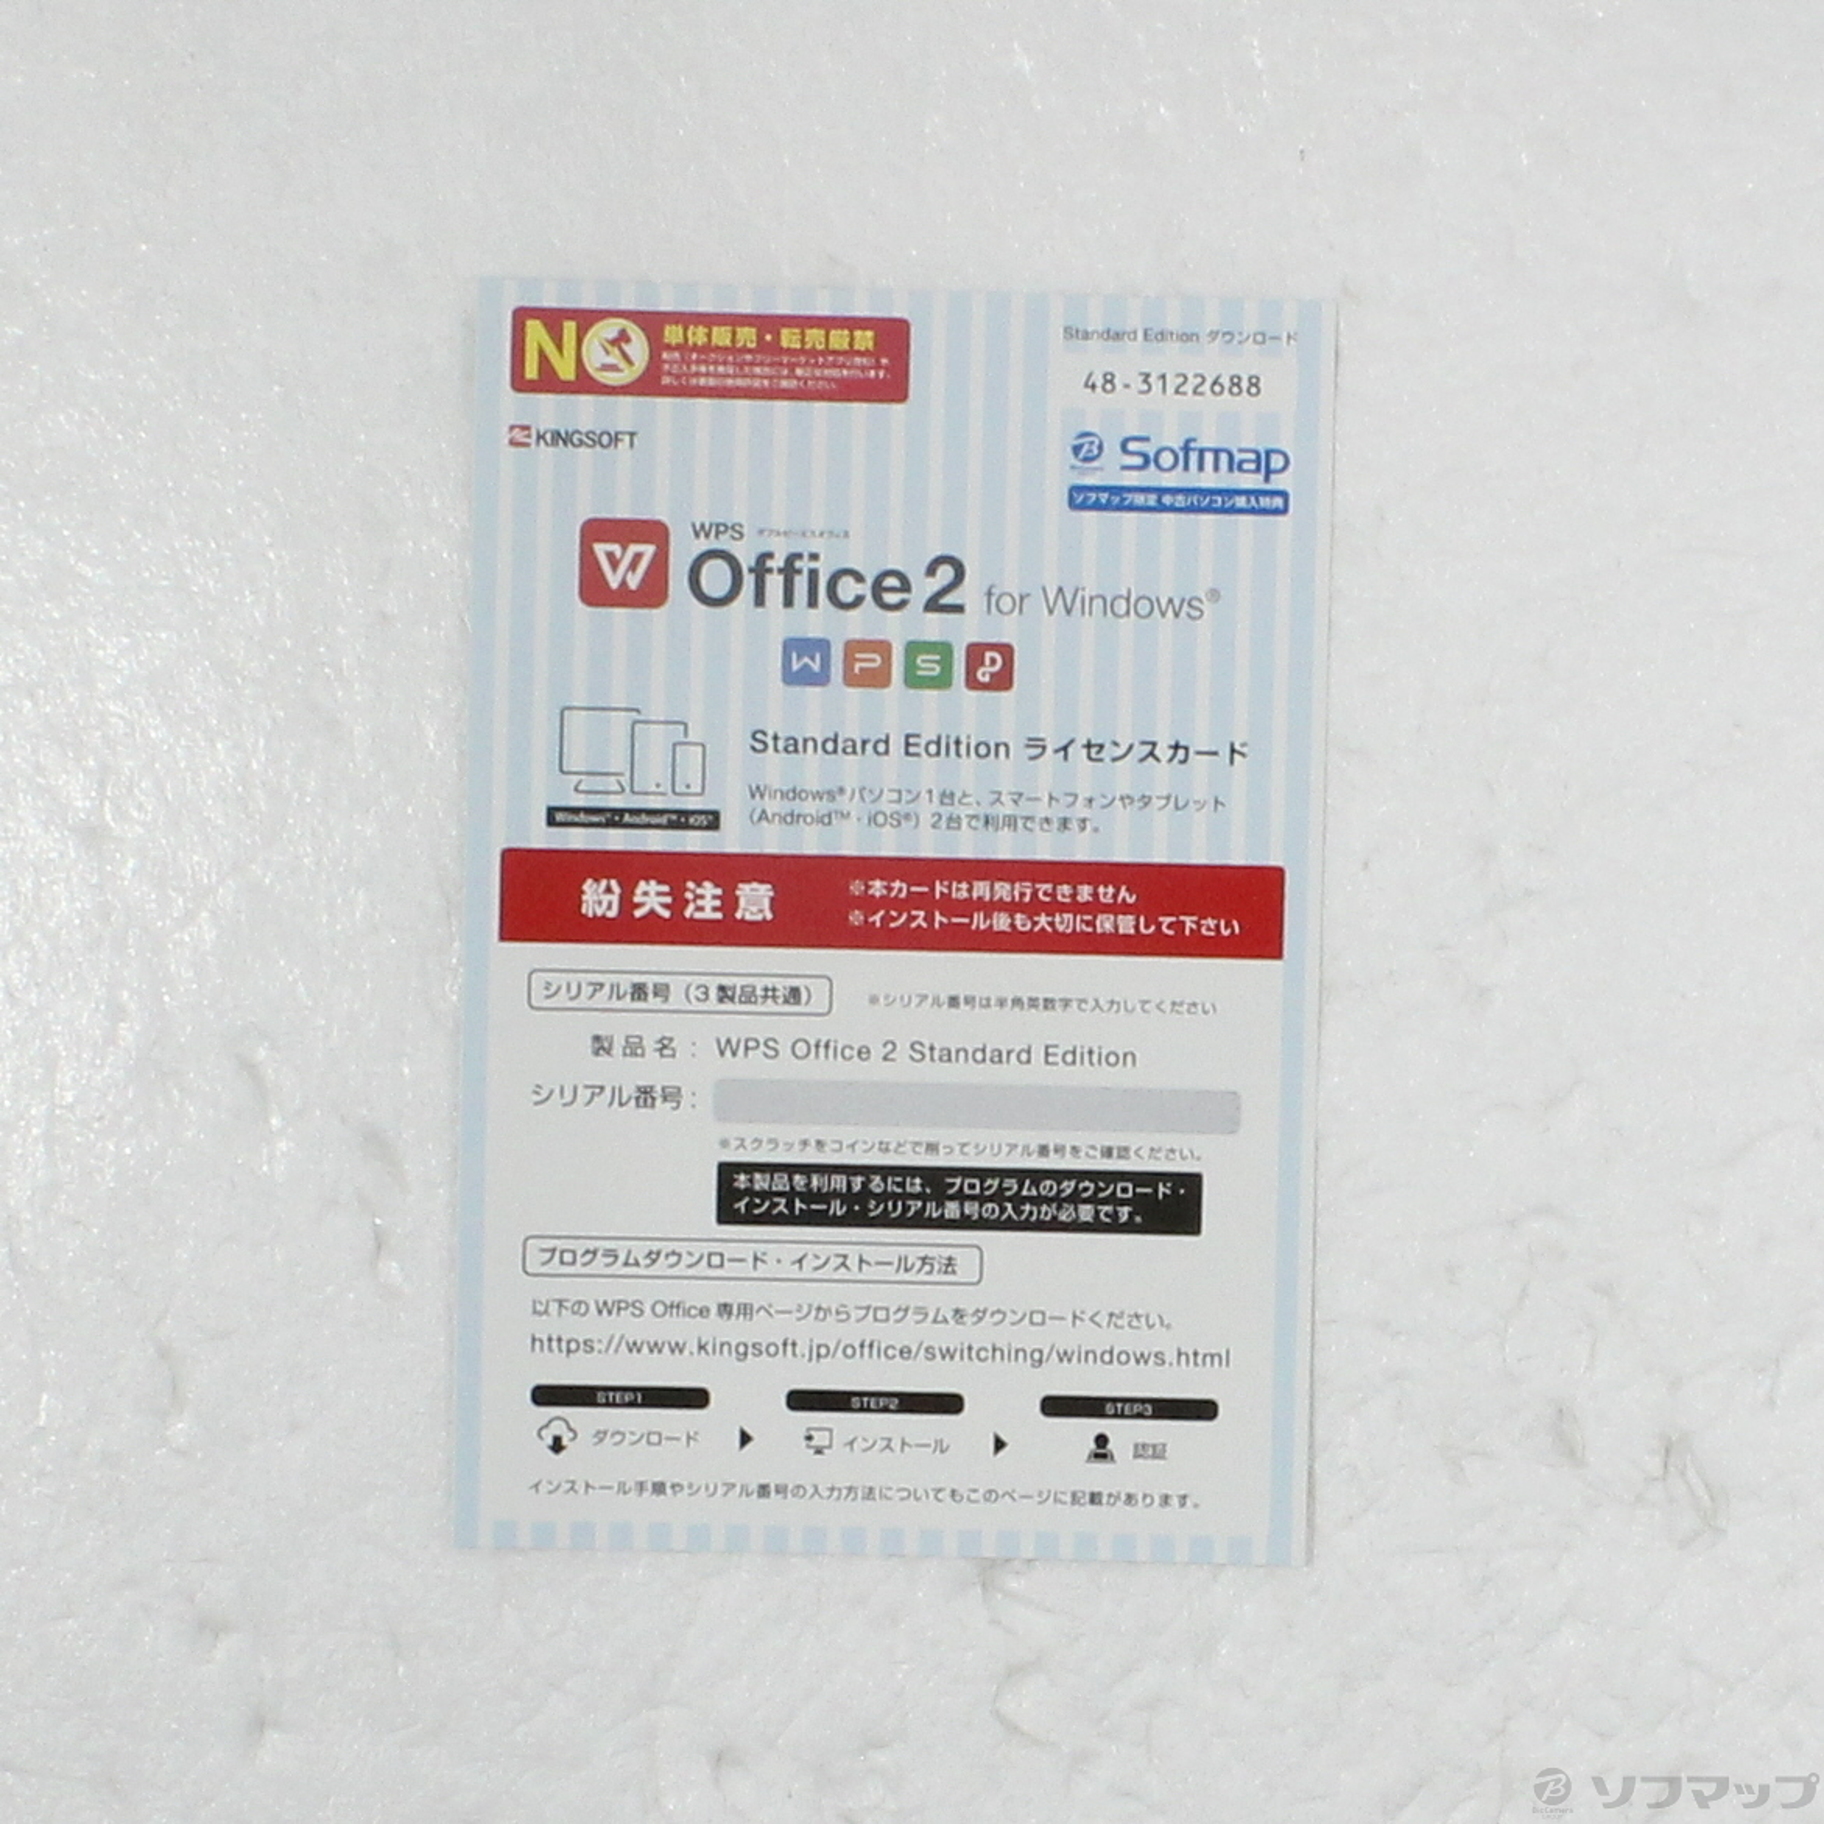 NO 単体販売・転売厳禁
Standard Edition ダウンロード
48-3122688
KINGSOFT
Sofmap
ソフマップ限定 中古パソコン購入特典
WPS
Office 2 for Windows®
W P S P
Standard Edition ライセンスカード
Windows®パソコン1台と、スマートフォンやタブレット
（Android™・iOS®）2台で利用できます。
Windows®・Android™・iOS®
紛失注意
※本カードは再発行できません
※インストール後も大切に保管して下さい
シリアル番号（3製品共通）
※シリアル番号は半角英数字で入力してください
製品名： WPS Office 2 Standard Edition
シリアル番号：
※スクラッチをコインなどで削ってシリアル番号をご確認ください。
本製品を利用するには、プログラムのダウンロード・
インストール・シリアル番号の入力が必要です。
プログラムダウンロード・インストール方法
以下の WPS Office 専用ページからプログラムをダウンロードください。
https://www.kingsoft.jp/office/switching/windows.html
STEP1 STEP2 STEP3
ダウンロード インストール 認証
インストール手順やシリアル番号の入力方法についてもこのページに記載があります。
ソフマップ